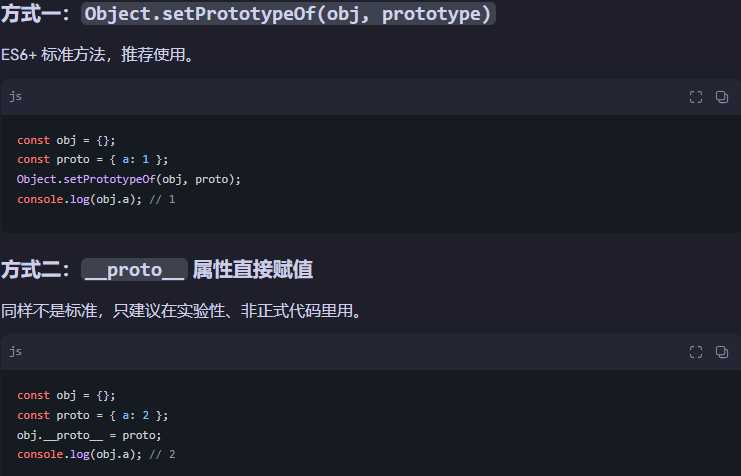 方式一：Object.setPrototypeOf(obj, prototype)
ES6+ 标准方法，推荐使用。
js
const obj = {};
const proto = { a: 1 };
Object.setPrototypeOf(obj, proto);
console.log(obj.a); // 1
方式二：__proto__ 属性直接赋值
同样不是标准，只建议在实验性、非正式代码里用。
js
const obj = {};
const proto = { a: 2 };
obj.__proto__ = proto;
console.log(obj.a); // 2